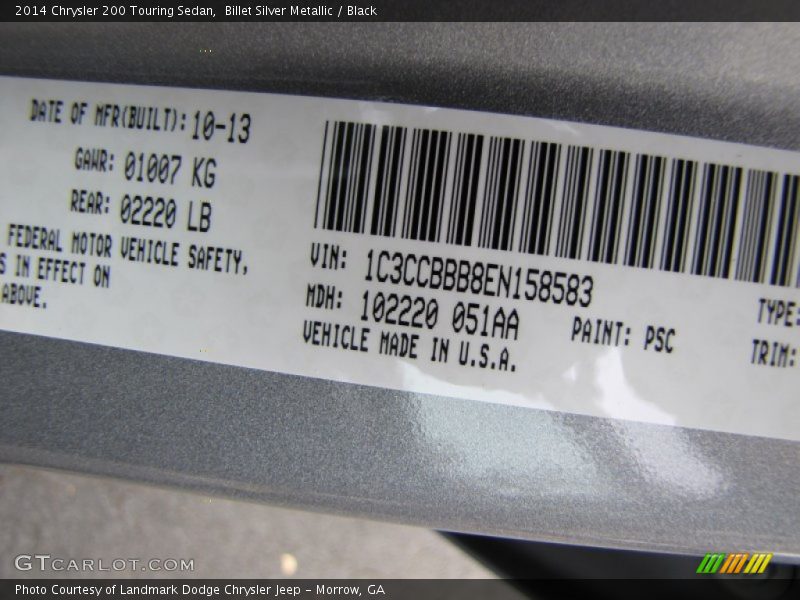 2014 Chrysler 200 Touring Sedan, Billet Silver Metallic / Black
DATE OF MFR(BUILT): 10-13
GAWR: 01007 KG
REAR: 02220 LB
FEDERAL MOTOR VEHICLE SAFETY,
S IN EFFECT ON
ABOVE.
VIN: 1C3CCBBB8EN158583
MDH: 102220 051AA
PAINT: PSC
VEHICLE MADE IN U.S.A.
TYPE:
TRIM:
GTCARLOT.COM
Photo Courtesy of Landmark Dodge Chrysler Jeep - Morrow, GA